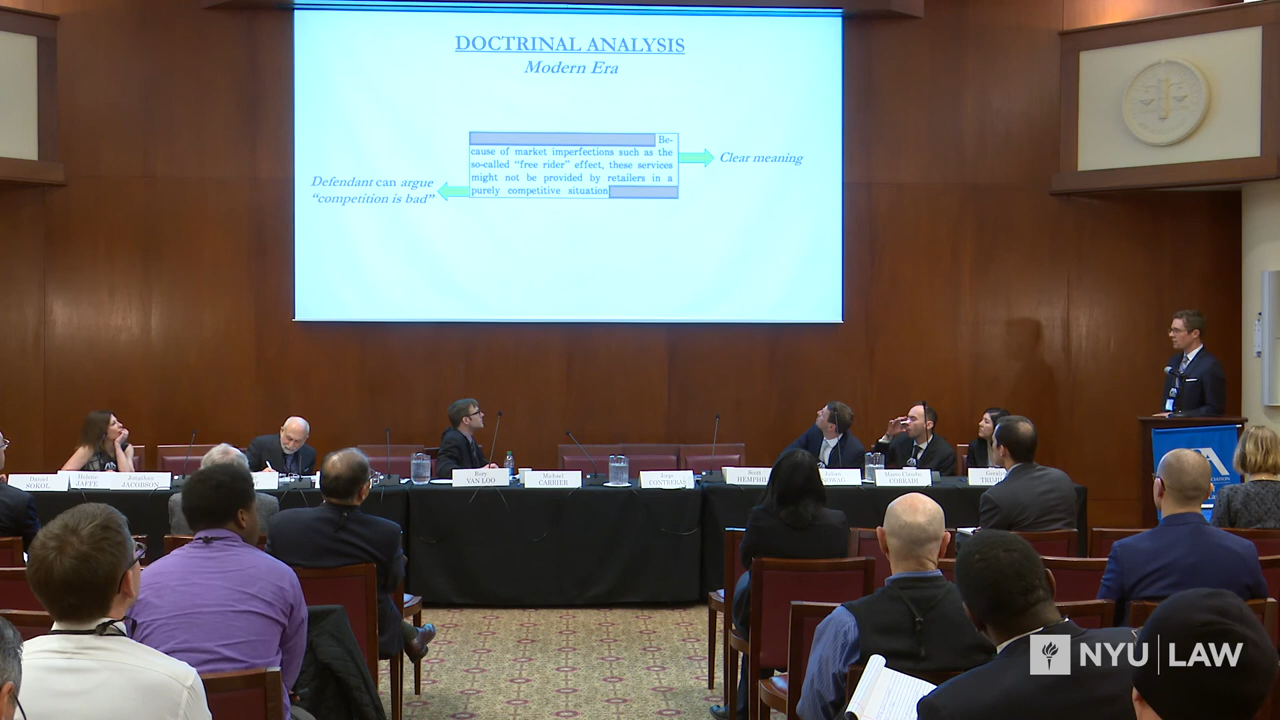 DOCTRINAL ANALYSIS
Modern Era
Be-
cause of market imperfections such as the
so-called "free rider" effect, these services
might not be provided by retailers in a
purely competitive situation
Clear meaning
Defendant can argue
"competition is bad"
Daniel
SOKOL
Helene
JAFFE
Jonathan
JACOBSON
Rory
VAN LOO
Michael
CARRIER
Jorge
CONTRERAS
Scott
HEMPHILL
CORRADI
NYU LAW